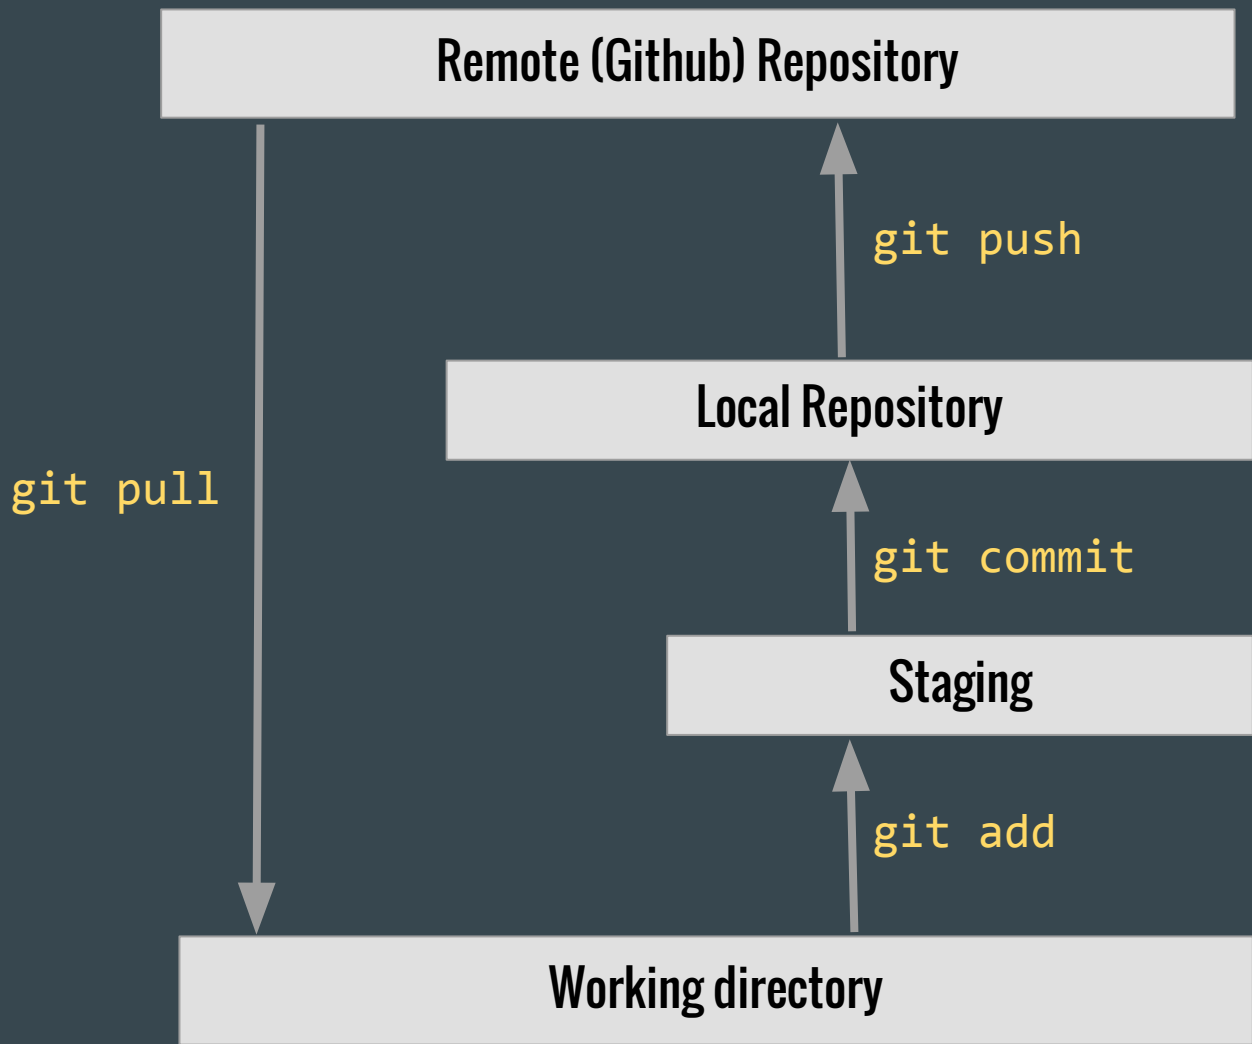 Remote (Github) Repository
git push
Local Repository
git pull
git commit
Staging
git add
Working directory